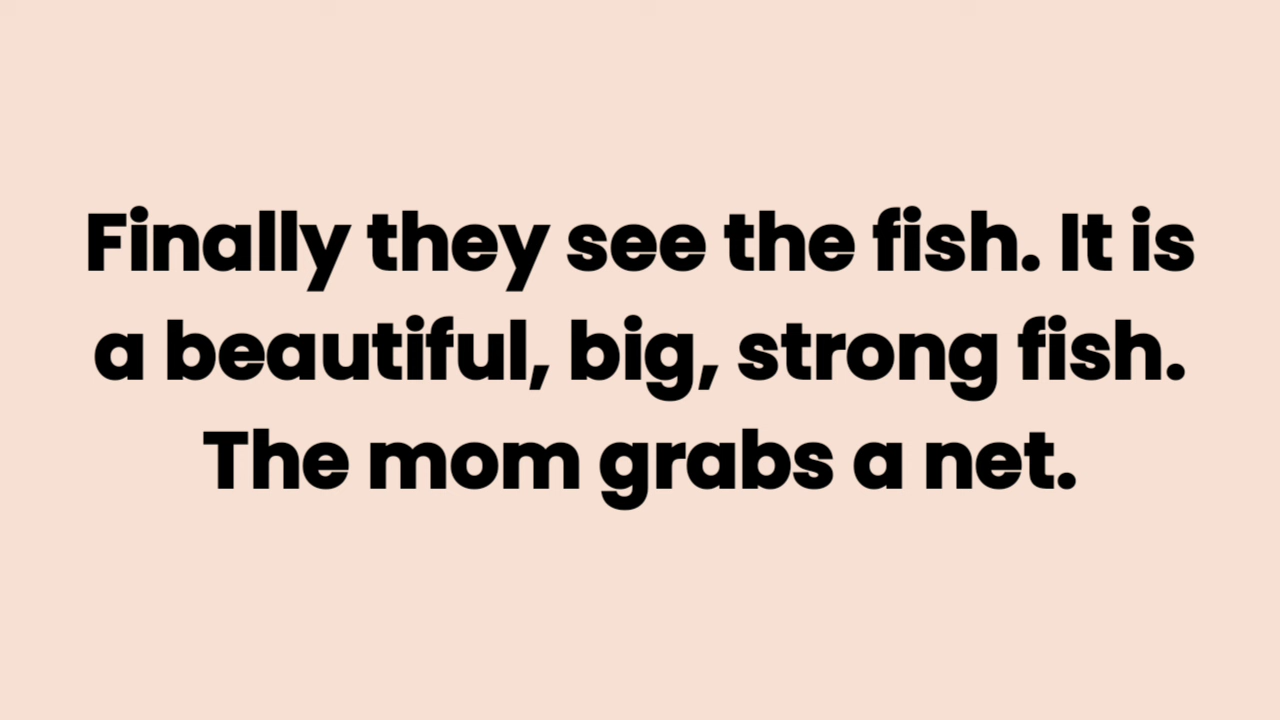 Finally they see the fish. It is
a beautiful, big, strong fish.
The mom grabs a net.